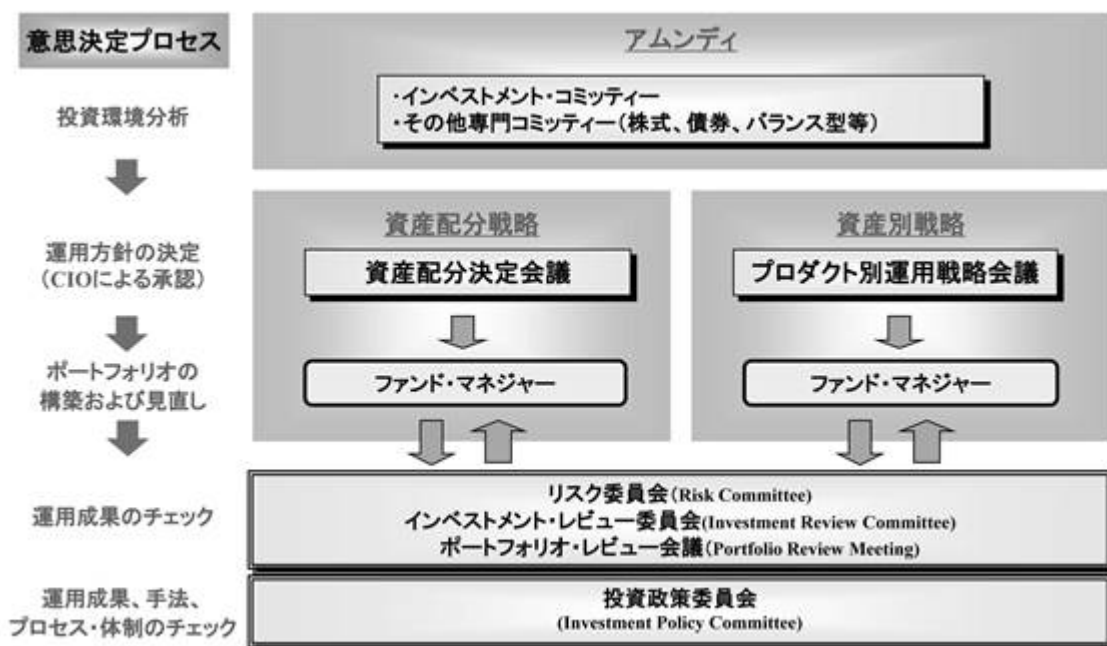 意思決定プロセス
アムンディ
投資環境分析
・インベストメント・コミッティー
・その他専門コミッティー(株式、債券、バランス型等)
運用方針の決定
(CIOによる承認)
資産配分戦略
資産配分決定会議
資産別戦略
プロダクト別運用戦略会議
ポートフォリオの
構築および見直し
ファンド・マネジャー
ファンド・マネジャー
運用成果のチェック
リスク委員会(Risk Committee)
インベストメント・レビュー委員会(Investment Review Committee)
ポートフォリオ・レビュー会議(Portfolio Review Meeting)
運用成果、手法、
プロセス・体制のチェック
投資政策委員会
(Investment Policy Committee)